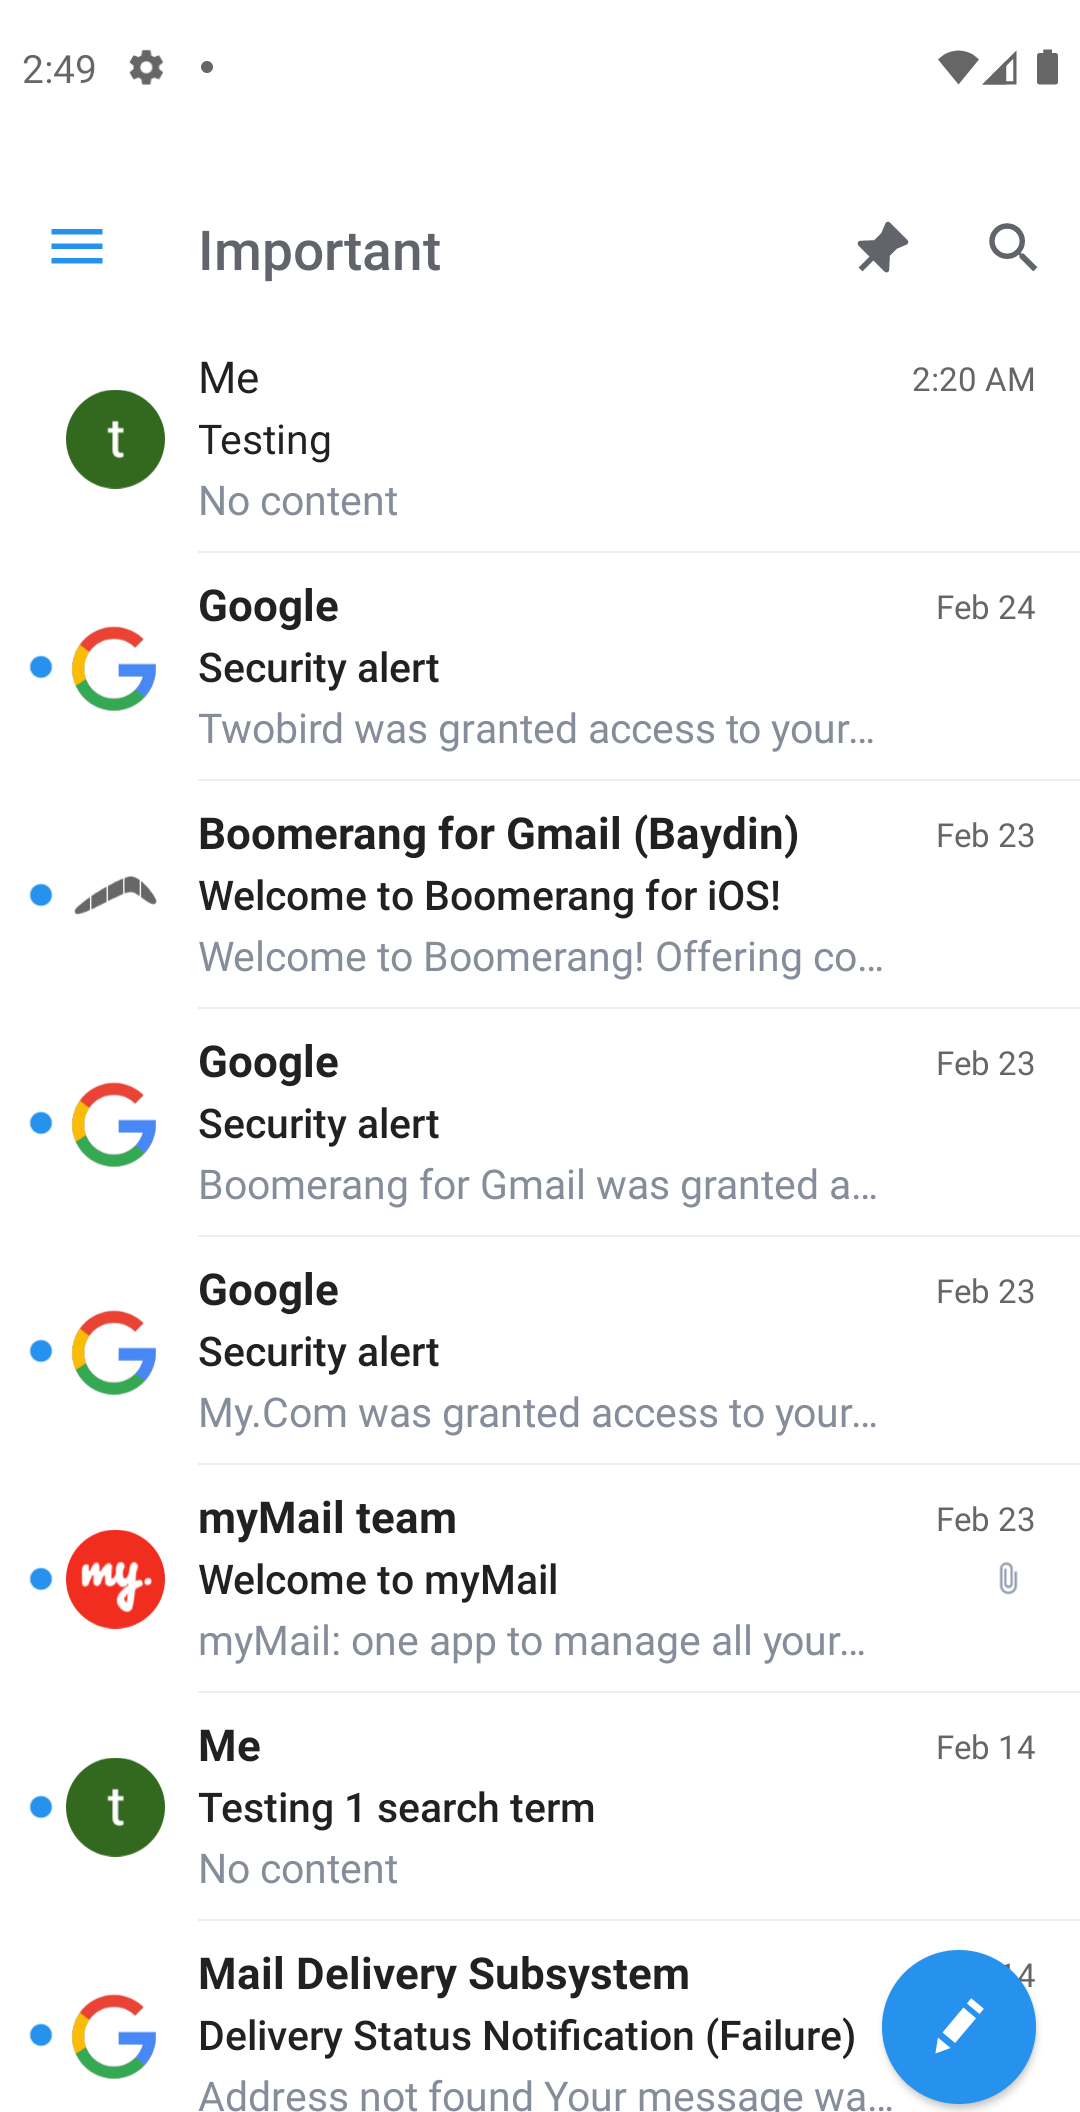 2:49
Important
Me
2:20 AM
t
Testing
No content
Google
Feb 24
Security alert
Twobird was granted access to your...
Boomerang for Gmail (Baydin)
Feb 23
Welcome to Boomerang for iOS!
Welcome to Boomerang! Offering co...
Google
Feb 23
Security alert
Boomerang for Gmail was granted a...
Google
Feb 23
Security alert
My.Com was granted access to your...
myMail team
Feb 23
my.
Welcome to myMail
myMail: one app to manage all your...
Me
Feb 14
t
Testing 1 search term
No content
Mail Delivery Subsystem
14
Delivery Status Notification (Failure)
Address not found Your message wa...